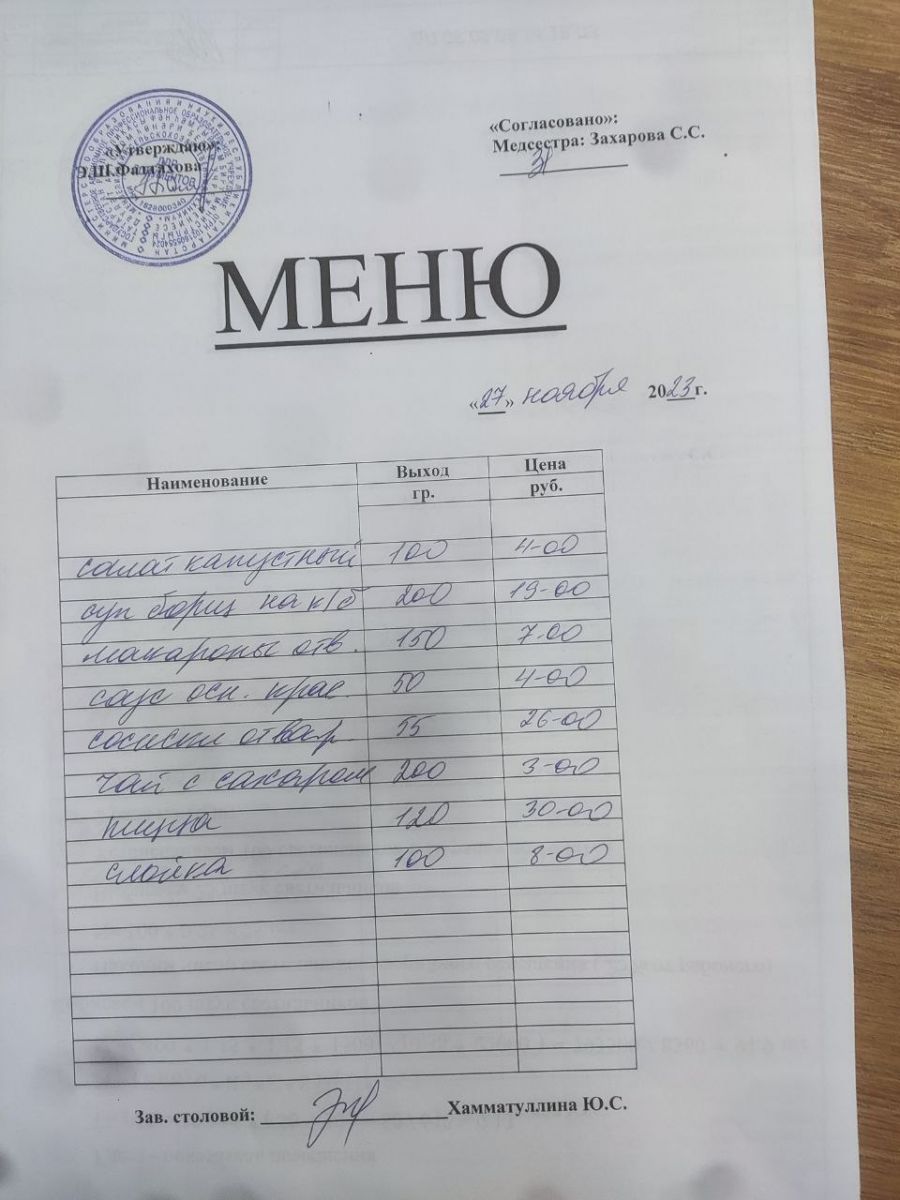 «Утверждаю»:
Э.Ш.Фаттахова
«Согласовано»:
Медсестра: Захарова С.С.
МЕНЮ
«27» ноября 2023г.
Наименование Выход гр. Цена руб.
салат капустный 100 4-00
суп борщ на к/б 200 19-00
макароны отв. 150 7-00
соус осн. крас. 50 4-00
сосиски отвар 55 26-00
чай с сахаром 200 3-00
пицца 120 30-00
слойка 100 8-00
Зав. столовой: Хамматуллина Ю.С.